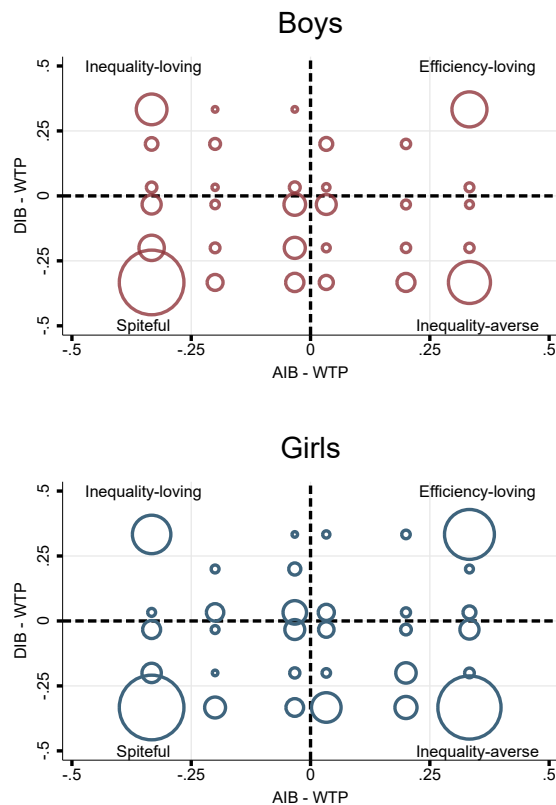 Boys
Inequality-loving Efficiency-loving
.5
.25
0
-.25
-.5
DIB - WTP
Spiteful Inequality-averse
-.5 -.25 0 .25 .5
AIB - WTP
Girls
Inequality-loving Efficiency-loving
.5
.25
0
-.25
-.5
DIB - WTP
Spiteful Inequality-averse
-.5 -.25 0 .25 .5
AIB - WTP